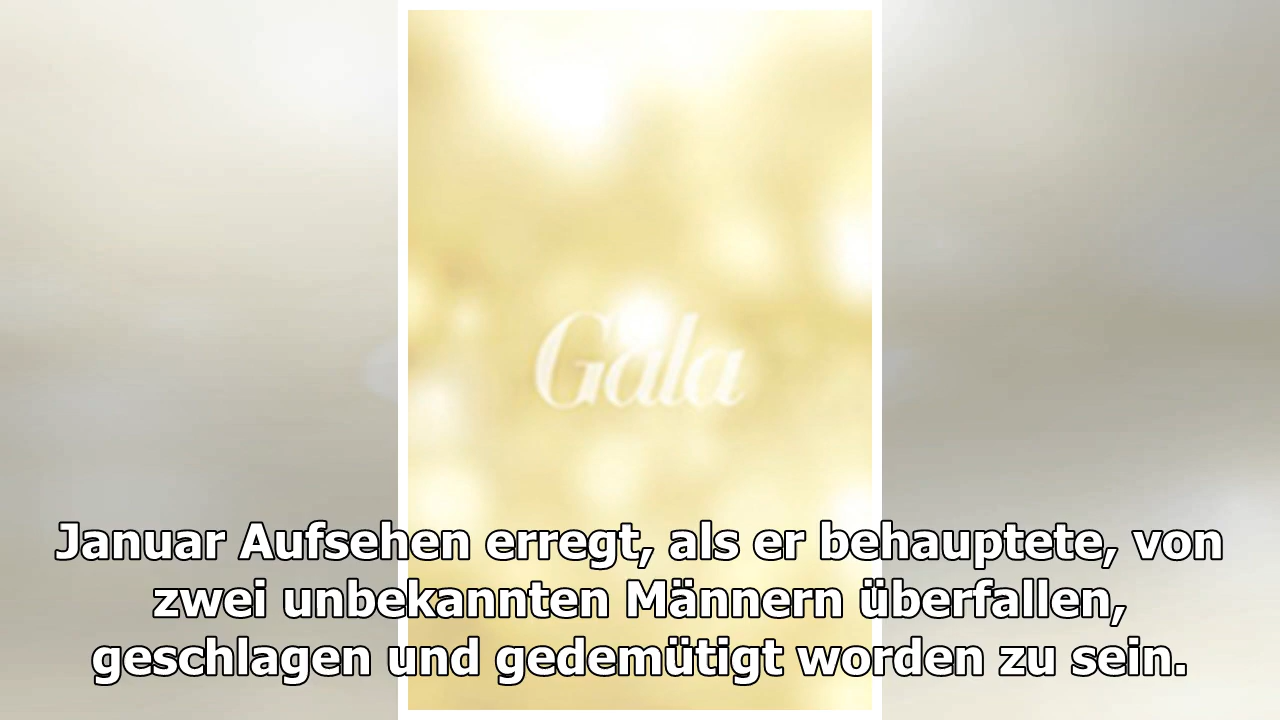 Gala
Januar Aufsehen erregt, als er behauptete, von
zwei unbekannten Männern überfallen,
geschlagen und gedemütigt worden zu sein.